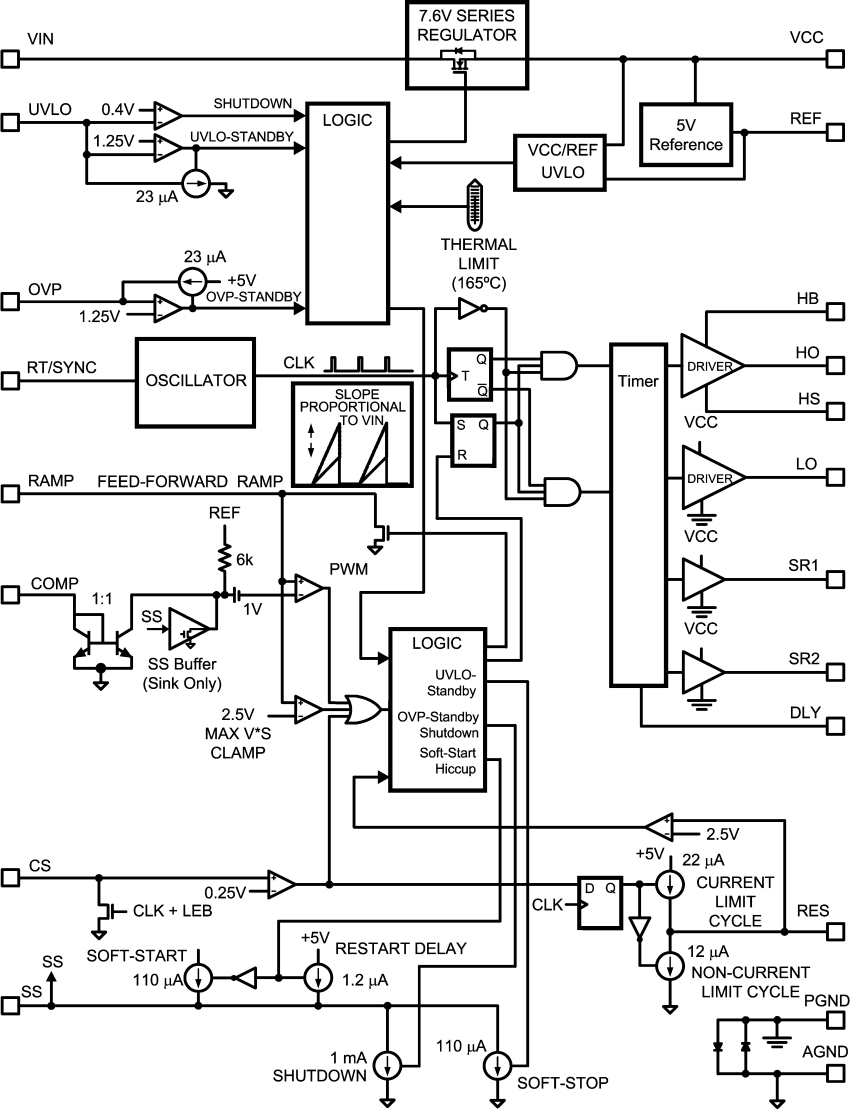 7.6V SERIES
REGULATOR
VIN
VCC
UVLO
0.4V
+
−
SHUTDOWN
1.25V
+
−
UVLO-STANDBY
23 µA
LOGIC
5V
Reference
REF
VCC/REF
UVLO
THERMAL
LIMIT
(165ºC)
23 µA
+5V
OVP
+
−
1.25V
OVP-STANDBY
HB
HO
HS
DRIVER
VCC
RT/SYNC
OSCILLATOR
CLK
T
Q
Q̅
Timer
SLOPE
PROPORTIONAL
TO VIN
S
Q
R
LO
DRIVER
VCC
RAMP
FEED-FORWARD RAMP
REF
6k
PWM
COMP
1:1
1V
+
−
SS
SS Buffer
(Sink Only)
SR1
VCC
SR2
LOGIC
UVLO-
Standby
OVP-Standby
Shutdown
Soft-Start
Hiccup
+
−
2.5V
MAX V*S
CLAMP
DLY
+
−
2.5V
CS
+
−
0.25V
CLK + LEB
D
Q
CLK
+5V
22 µA
CURRENT
LIMIT
CYCLE
RES
12 µA
NON-CURRENT
LIMIT CYCLE
SOFT-START
110 µA
+5V
RESTART DELAY
1.2 µA
SS
SS
1 mA
SHUTDOWN
110 µA
SOFT-STOP
PGND
AGND